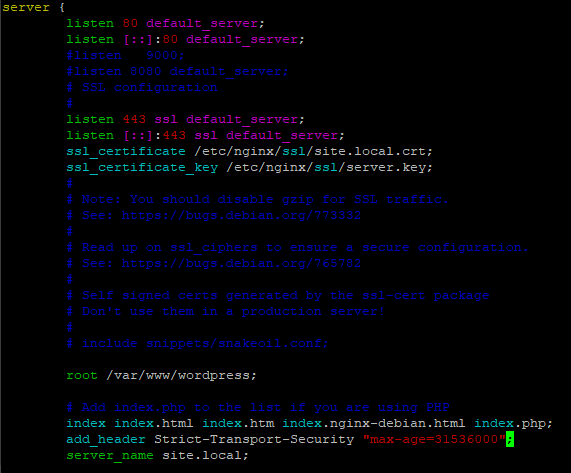 server {
listen 80 default_server;
listen [::]:80 default_server;
#listen   9000;
#listen 8080 default_server;
# SSL configuration
#
listen 443 ssl default_server;
listen [::]:443 ssl default_server;
ssl_certificate /etc/nginx/ssl/site.local.crt;
ssl_certificate_key /etc/nginx/ssl/server.key;
#
# Note: You should disable gzip for SSL traffic.
# See: https://bugs.debian.org/773332
#
# Read up on ssl_ciphers to ensure a secure configuration.
# See: https://bugs.debian.org/765782
#
# Self signed certs generated by the ssl-cert package
# Don't use them in a production server!
#
# include snippets/snakeoil.conf;
root /var/www/wordpress;
# Add index.php to the list if you are using PHP
index index.html index.htm index.nginx-debian.html index.php;
add_header Strict-Transport-Security "max-age=31536000";
server_name site.local;